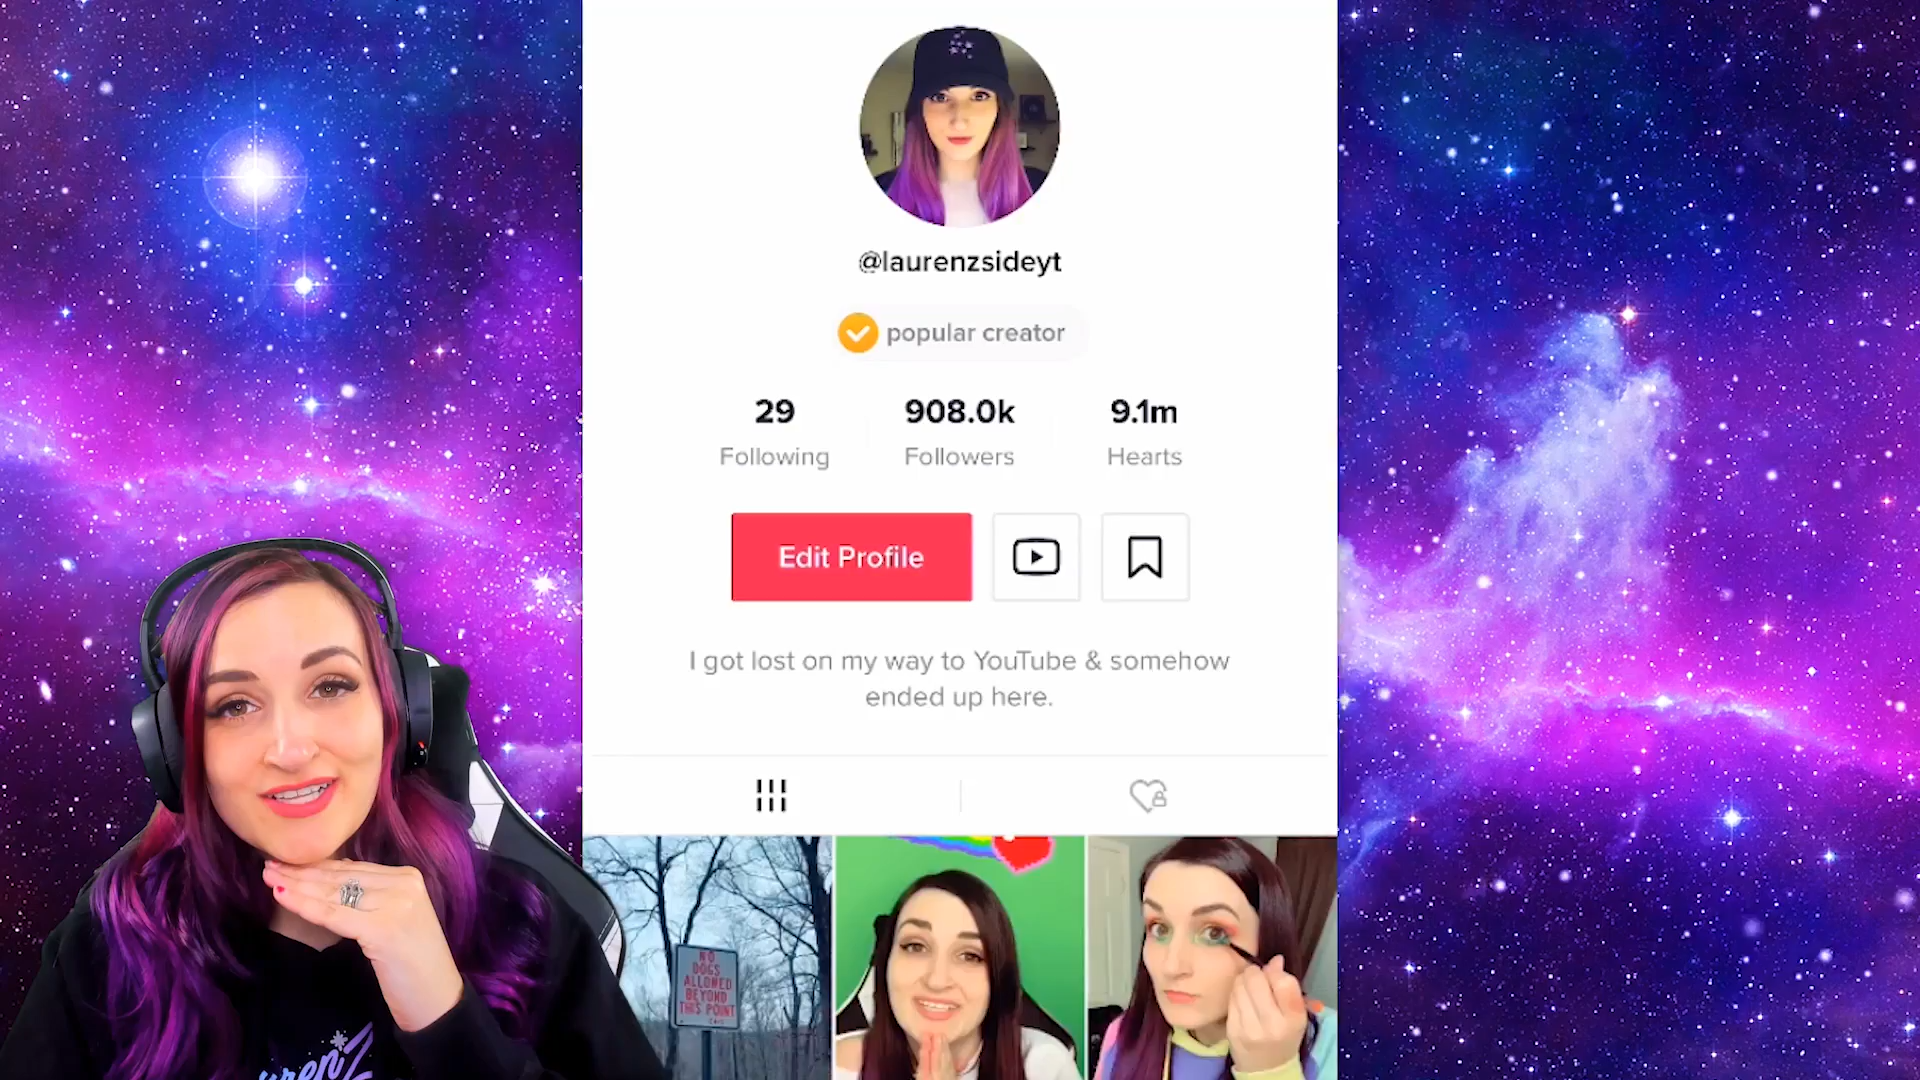 @laurenzsideyt
popular creator
29
908.0k
9.1m
Following
Followers
Hearts
Edit Profile
I got lost on my way to YouTube & somehow
ended up here.
NO
DOGS
ALLOWED
BEYOND
THIS POINT